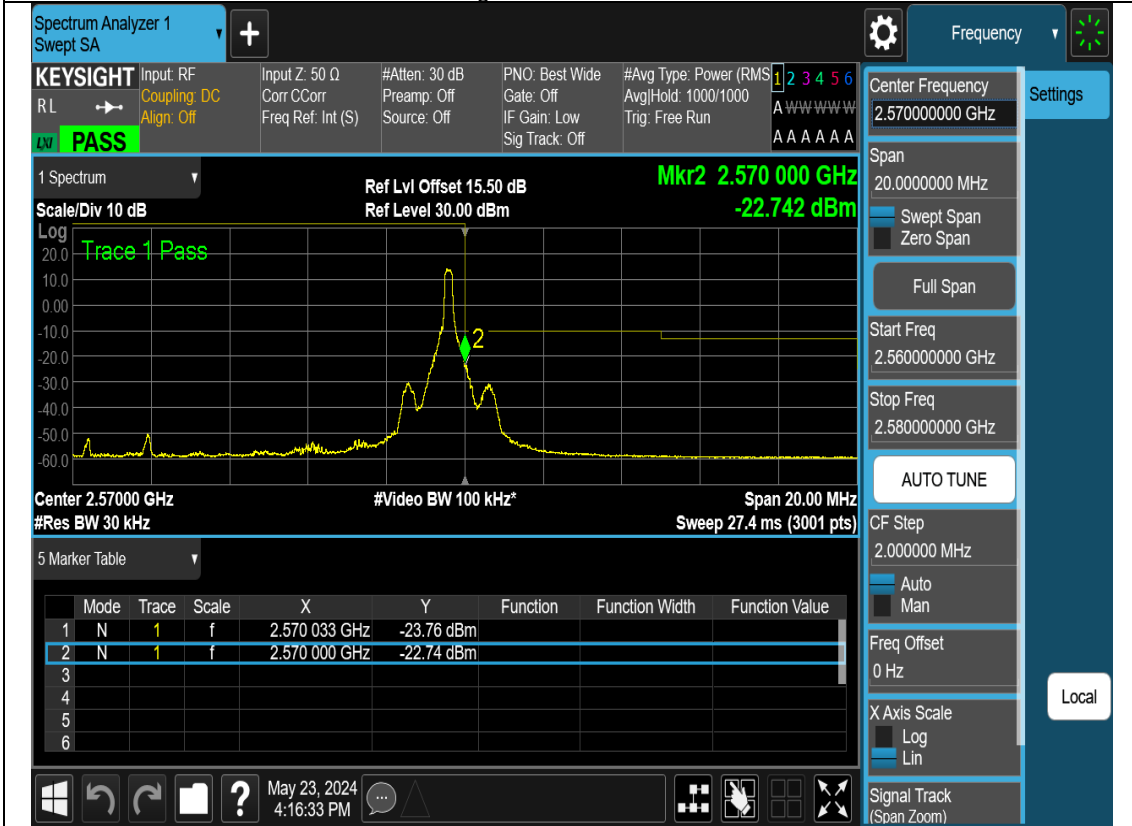 Spectrum Analyzer 1
Swept SA
+
Frequency
KEYSIGHT
R L
LXI PASS
Input: RF
Coupling: DC
Align: Off
Input Z: 50 Ω
Corr CCorr
Freq Ref: Int (S)
#Atten: 30 dB
Preamp: Off
Source: Off
PNO: Best Wide
Gate: Off
IF Gain: Low
Sig Track: Off
#Avg Type: Power (RMS
Avg|Hold: 1000/1000
Trig: Free Run
1 2 3 4 5 6
A W W W W W
A A A A A A
1 Spectrum
Scale/Div 10 dB
Ref Lvl Offset 15.50 dB
Ref Level 30.00 dBm
Mkr2 2.570 000 GHz
-22.742 dBm
Log
Trace 1 Pass
20.0
10.0
0.00
-10.0
-20.0
-30.0
-40.0
-50.0
-60.0
2
Center 2.57000 GHz
#Video BW 100 kHz*
Span 20.00 MHz
#Res BW 30 kHz
Sweep 27.4 ms (3001 pts)
5 Marker Table
Mode Trace Scale X Y Function Function Width Function Value
1 N 1 f 2.570 033 GHz -23.76 dBm
2 N 1 f 2.570 000 GHz -22.74 dBm
3
4
5
6
May 23, 2024
4:16:33 PM
Center Frequency
2.570000000 GHz
Settings
Span
20.0000000 MHz
Swept Span
Zero Span
Full Span
Start Freq
2.560000000 GHz
Stop Freq
2.580000000 GHz
AUTO TUNE
CF Step
2.000000 MHz
Auto
Man
Freq Offset
0 Hz
Local
X Axis Scale
Log
Lin
Signal Track
(Span Zoom)